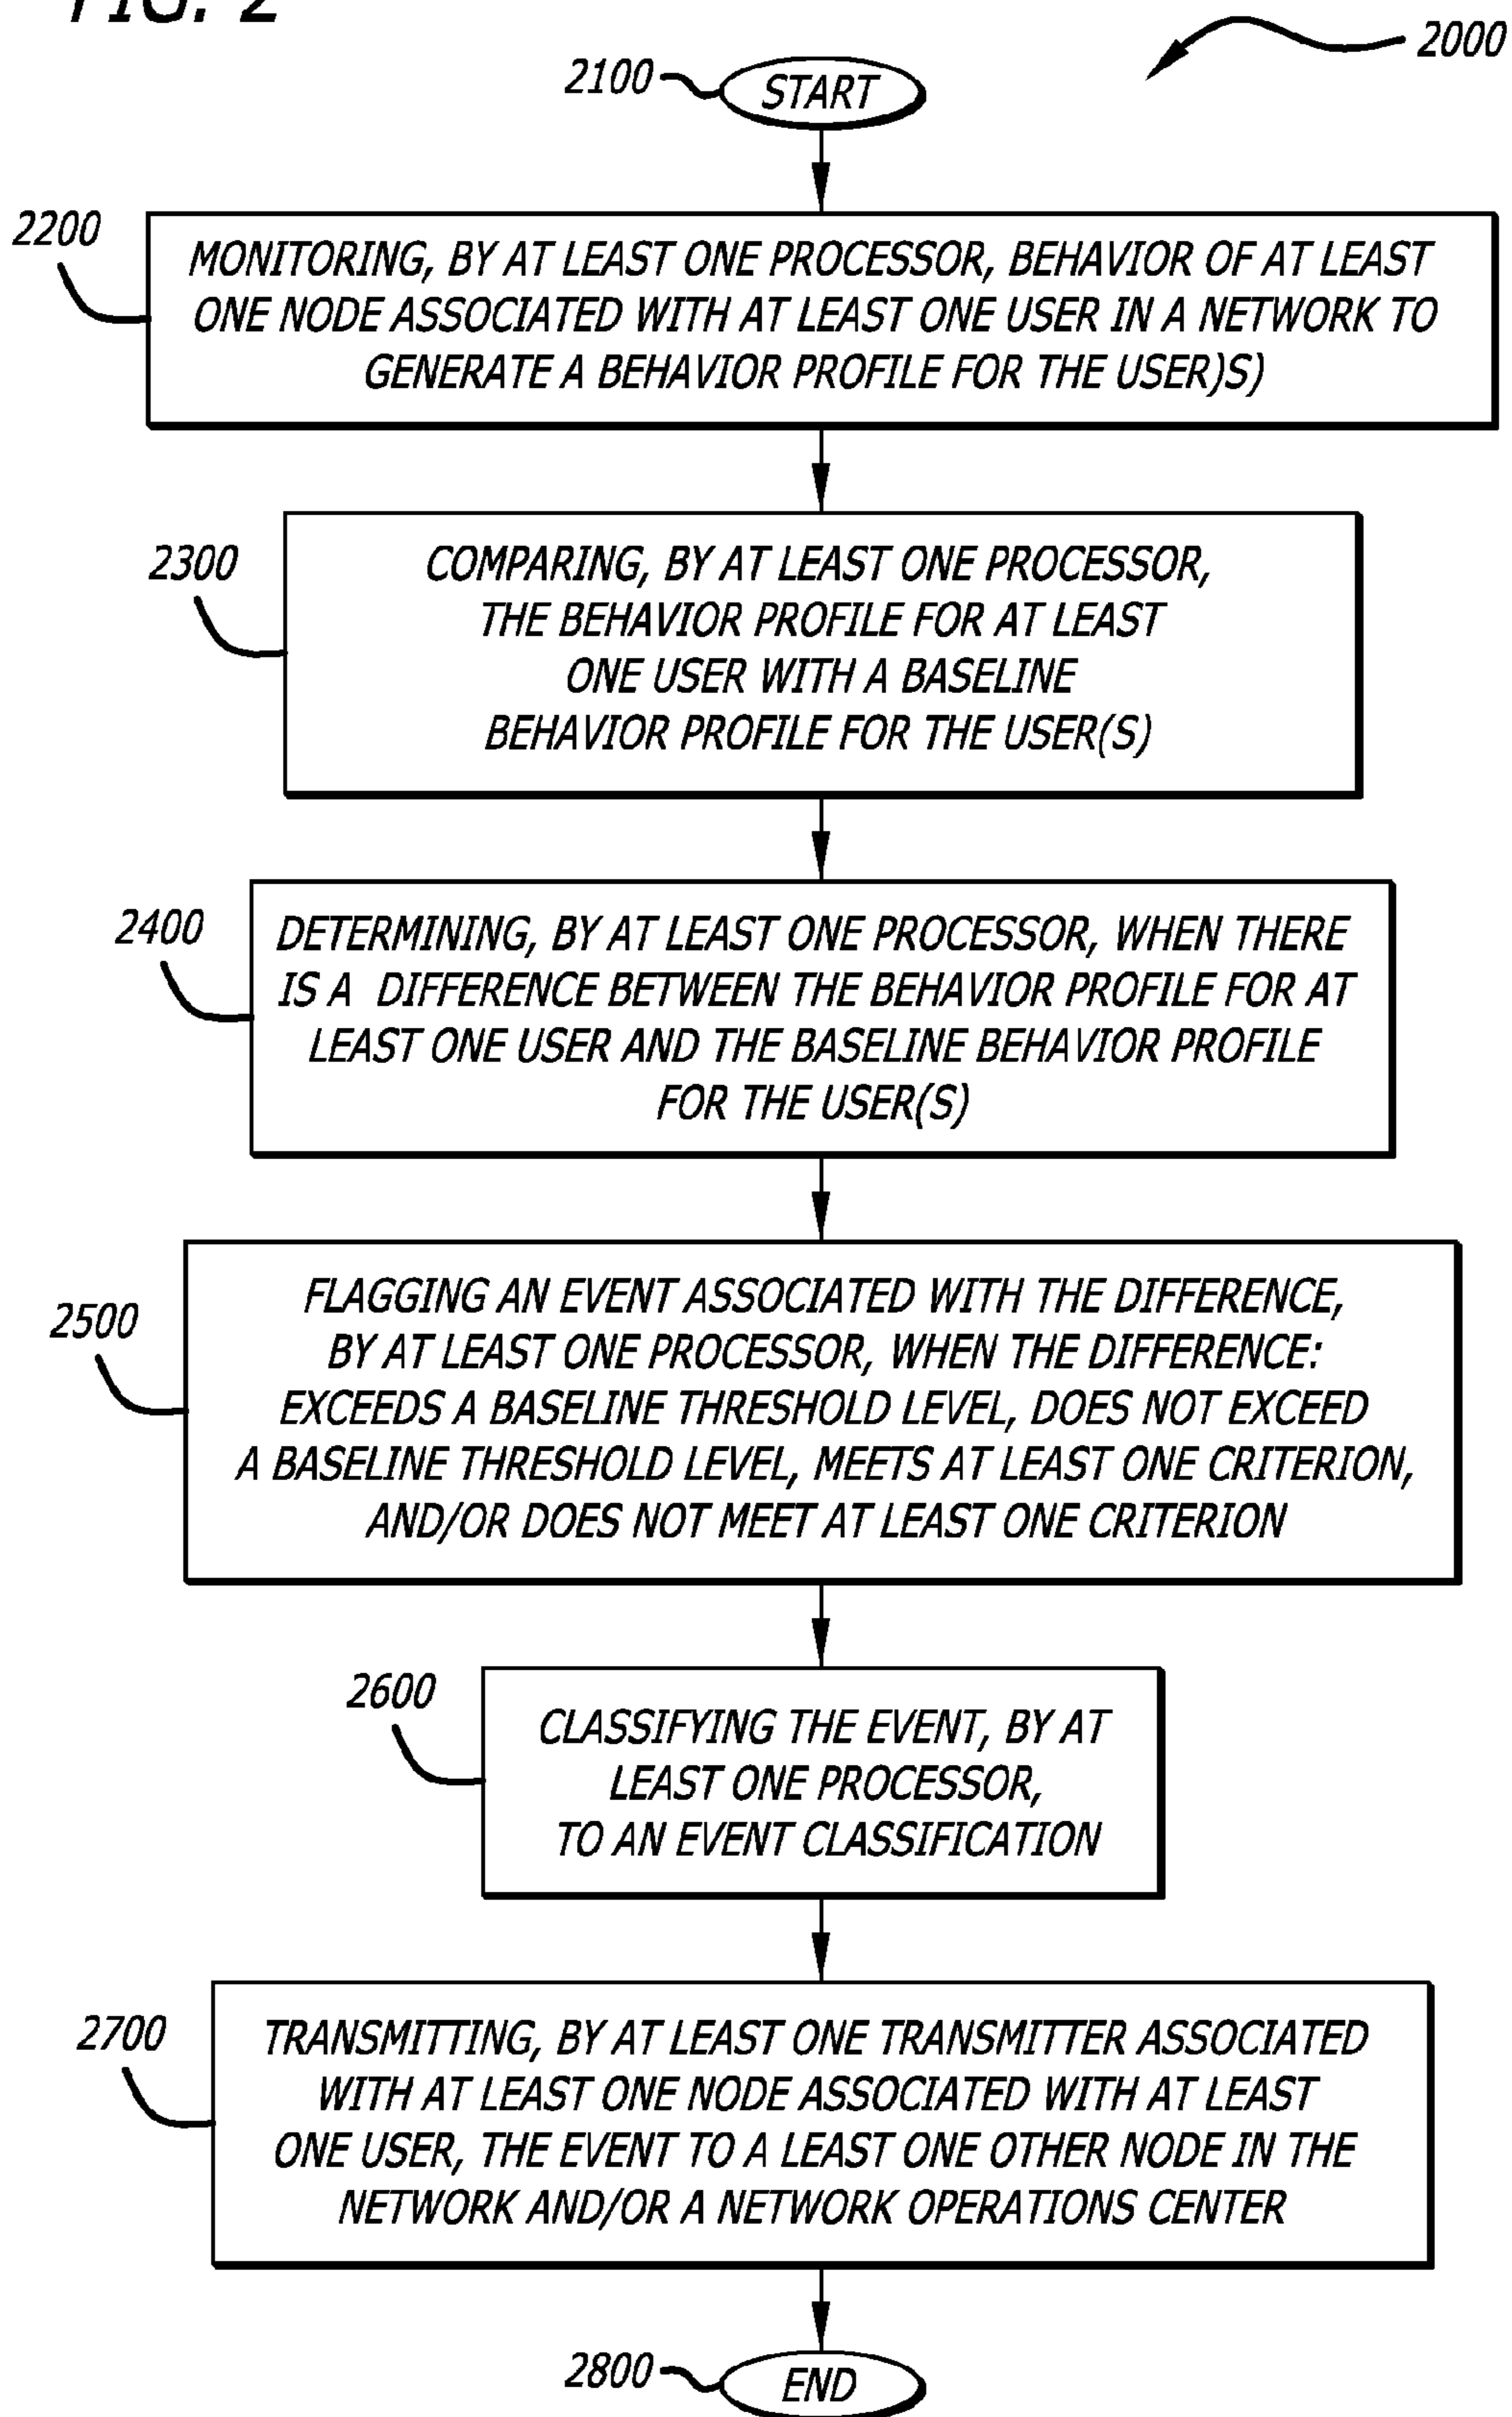 FIG. 2
2000
2100
START
2200
MONITORING, BY AT LEAST ONE PROCESSOR, BEHAVIOR OF AT LEAST
ONE NODE ASSOCIATED WITH AT LEAST ONE USER IN A NETWORK TO
GENERATE A BEHAVIOR PROFILE FOR THE USER)S)
2300
COMPARING, BY AT LEAST ONE PROCESSOR,
THE BEHAVIOR PROFILE FOR AT LEAST
ONE USER WITH A BASELINE
BEHAVIOR PROFILE FOR THE USER(S)
2400
DETERMINING, BY AT LEAST ONE PROCESSOR, WHEN THERE
IS A DIFFERENCE BETWEEN THE BEHAVIOR PROFILE FOR AT
LEAST ONE USER AND THE BASELINE BEHAVIOR PROFILE
FOR THE USER(S)
2500
FLAGGING AN EVENT ASSOCIATED WITH THE DIFFERENCE,
BY AT LEAST ONE PROCESSOR, WHEN THE DIFFERENCE:
EXCEEDS A BASELINE THRESHOLD LEVEL, DOES NOT EXCEED
A BASELINE THRESHOLD LEVEL, MEETS AT LEAST ONE CRITERION,
AND/OR DOES NOT MEET AT LEAST ONE CRITERION
2600
CLASSIFYING THE EVENT, BY AT
LEAST ONE PROCESSOR,
TO AN EVENT CLASSIFICATION
2700
TRANSMITTING, BY AT LEAST ONE TRANSMITTER ASSOCIATED
WITH AT LEAST ONE NODE ASSOCIATED WITH AT LEAST
ONE USER, THE EVENT TO A LEAST ONE OTHER NODE IN THE
NETWORK AND/OR A NETWORK OPERATIONS CENTER
2800
END